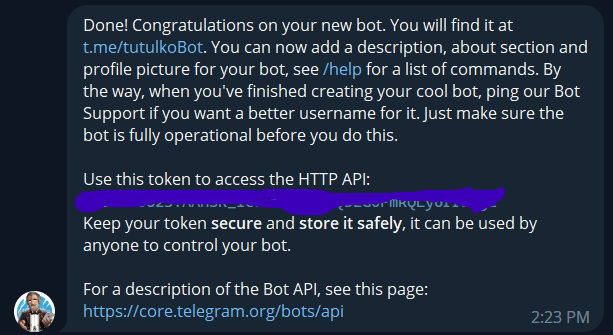 Done! Congratulations on your new bot. You will find it at
t.me/tutulkoBot. You can now add a description, about section and
profile picture for your bot, see /help for a list of commands. By
the way, when you've finished creating your cool bot, ping our Bot
Support if you want a better username for it. Just make sure the
bot is fully operational before you do this.
Use this token to access the HTTP API:
Keep your token secure and store it safely, it can be used by
anyone to control your bot.
For a description of the Bot API, see this page:
https://core.telegram.org/bots/api
2:23 PM